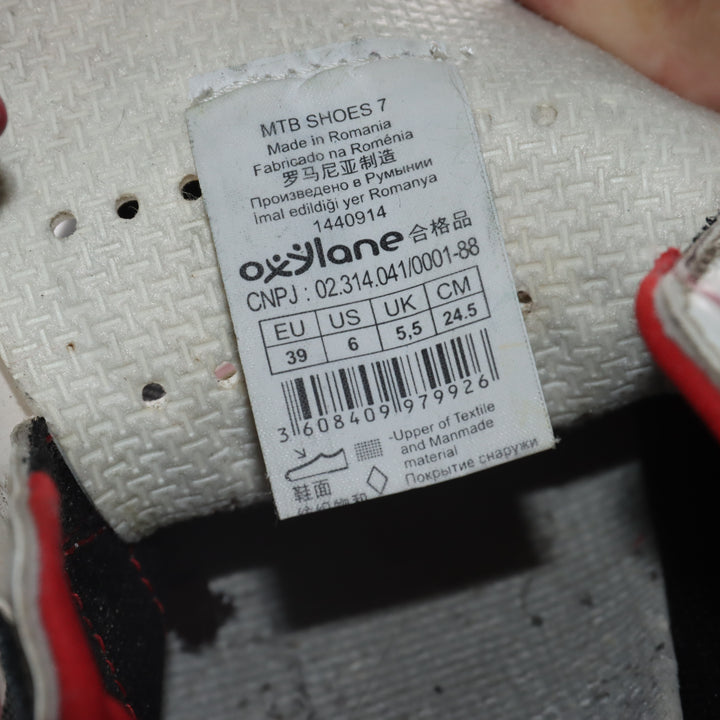 MTB SHOES 7
Made in Romania
Fabricado na Roménia
罗马尼亚制造
Произведено в Румынии
İmal edildiği yer Romanya
1440914
oxylane 合格品
CNPJ : 02.314.041/0001-88
EU US UK CM
39 6 5,5 24.5
3 608409 979926
-Upper of Textile
and Manmade
material
Покрытие снаружи
鞋面